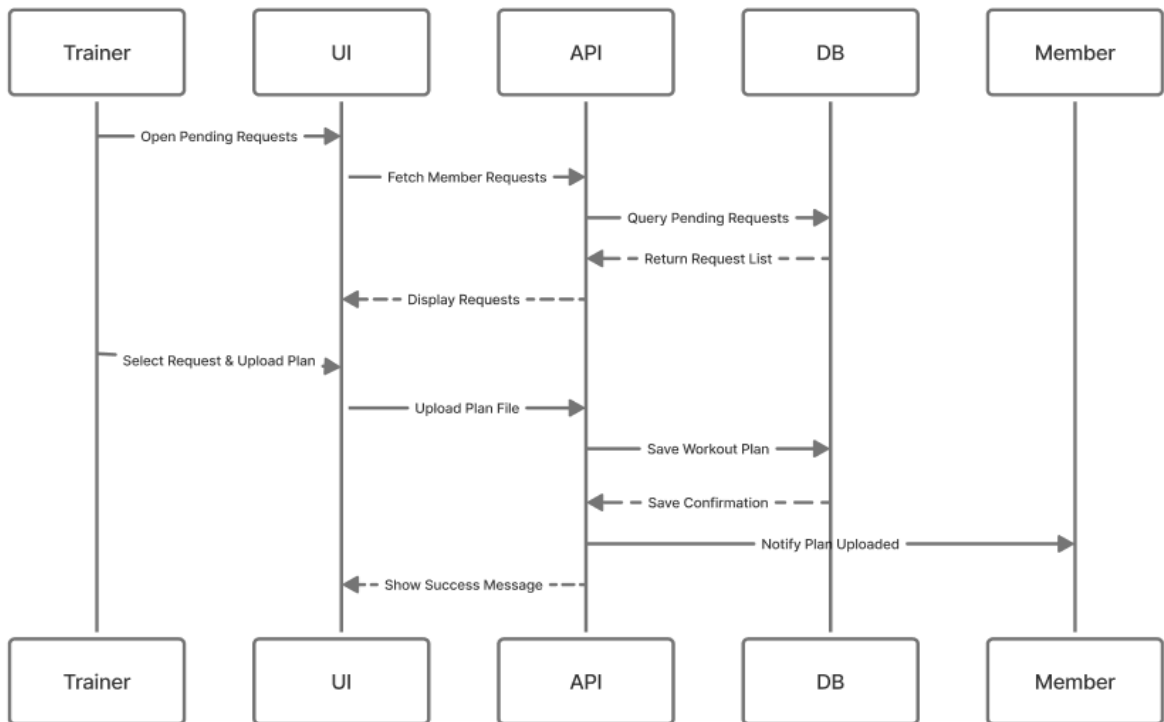 Trainer
UI
API
DB
Member
Open Pending Requests
Fetch Member Requests
Query Pending Requests
Return Request List
Display Requests
Select Request & Upload Plan
Upload Plan File
Save Workout Plan
Save Confirmation
Notify Plan Uploaded
Show Success Message
Trainer
UI
API
DB
Member